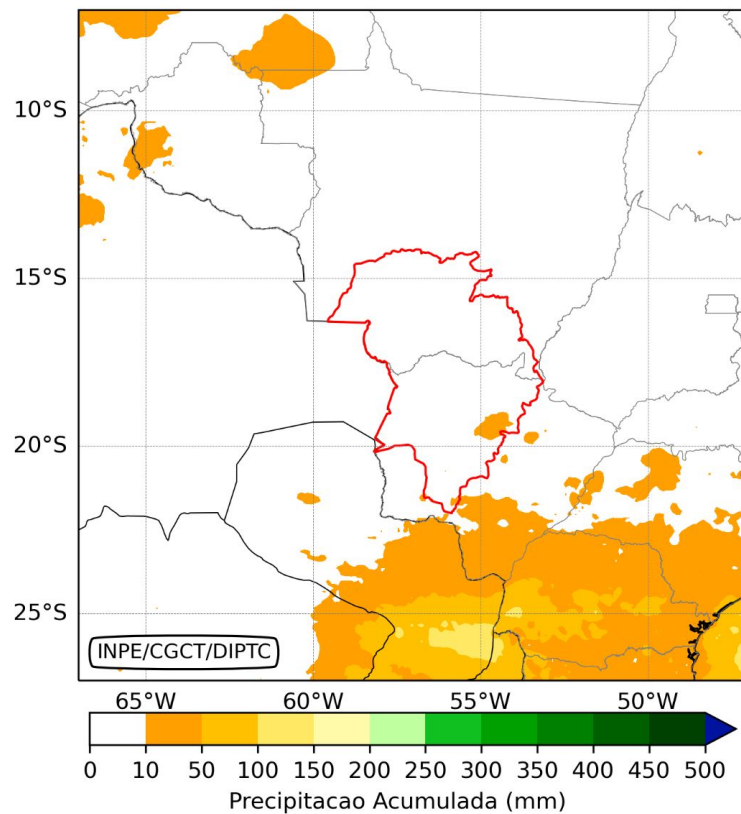 10°S
15°S
20°S
25°S
INPE/CGCT/DIPTC
65°W 60°W 55°W 50°W
0 10 50 100 150 200 250 300 350 400 450 500
Precipitacao Acumulada (mm)